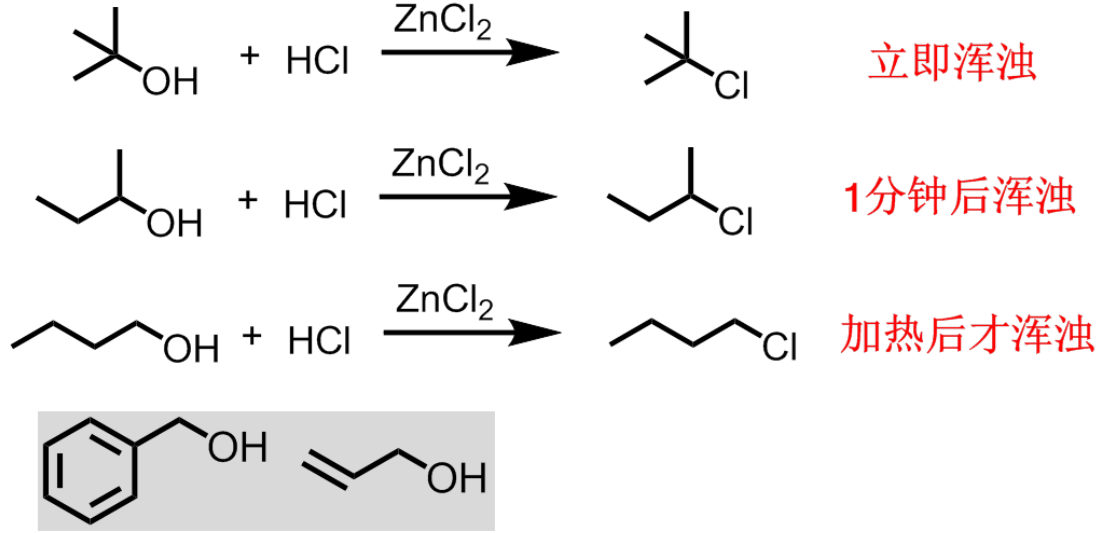 ZnCl₂
OH + HCl Cl 立即浑浊
ZnCl₂
OH + HCl Cl 1分钟后浑浊
ZnCl₂
OH + HCl Cl 加热后才浑浊
OH OH